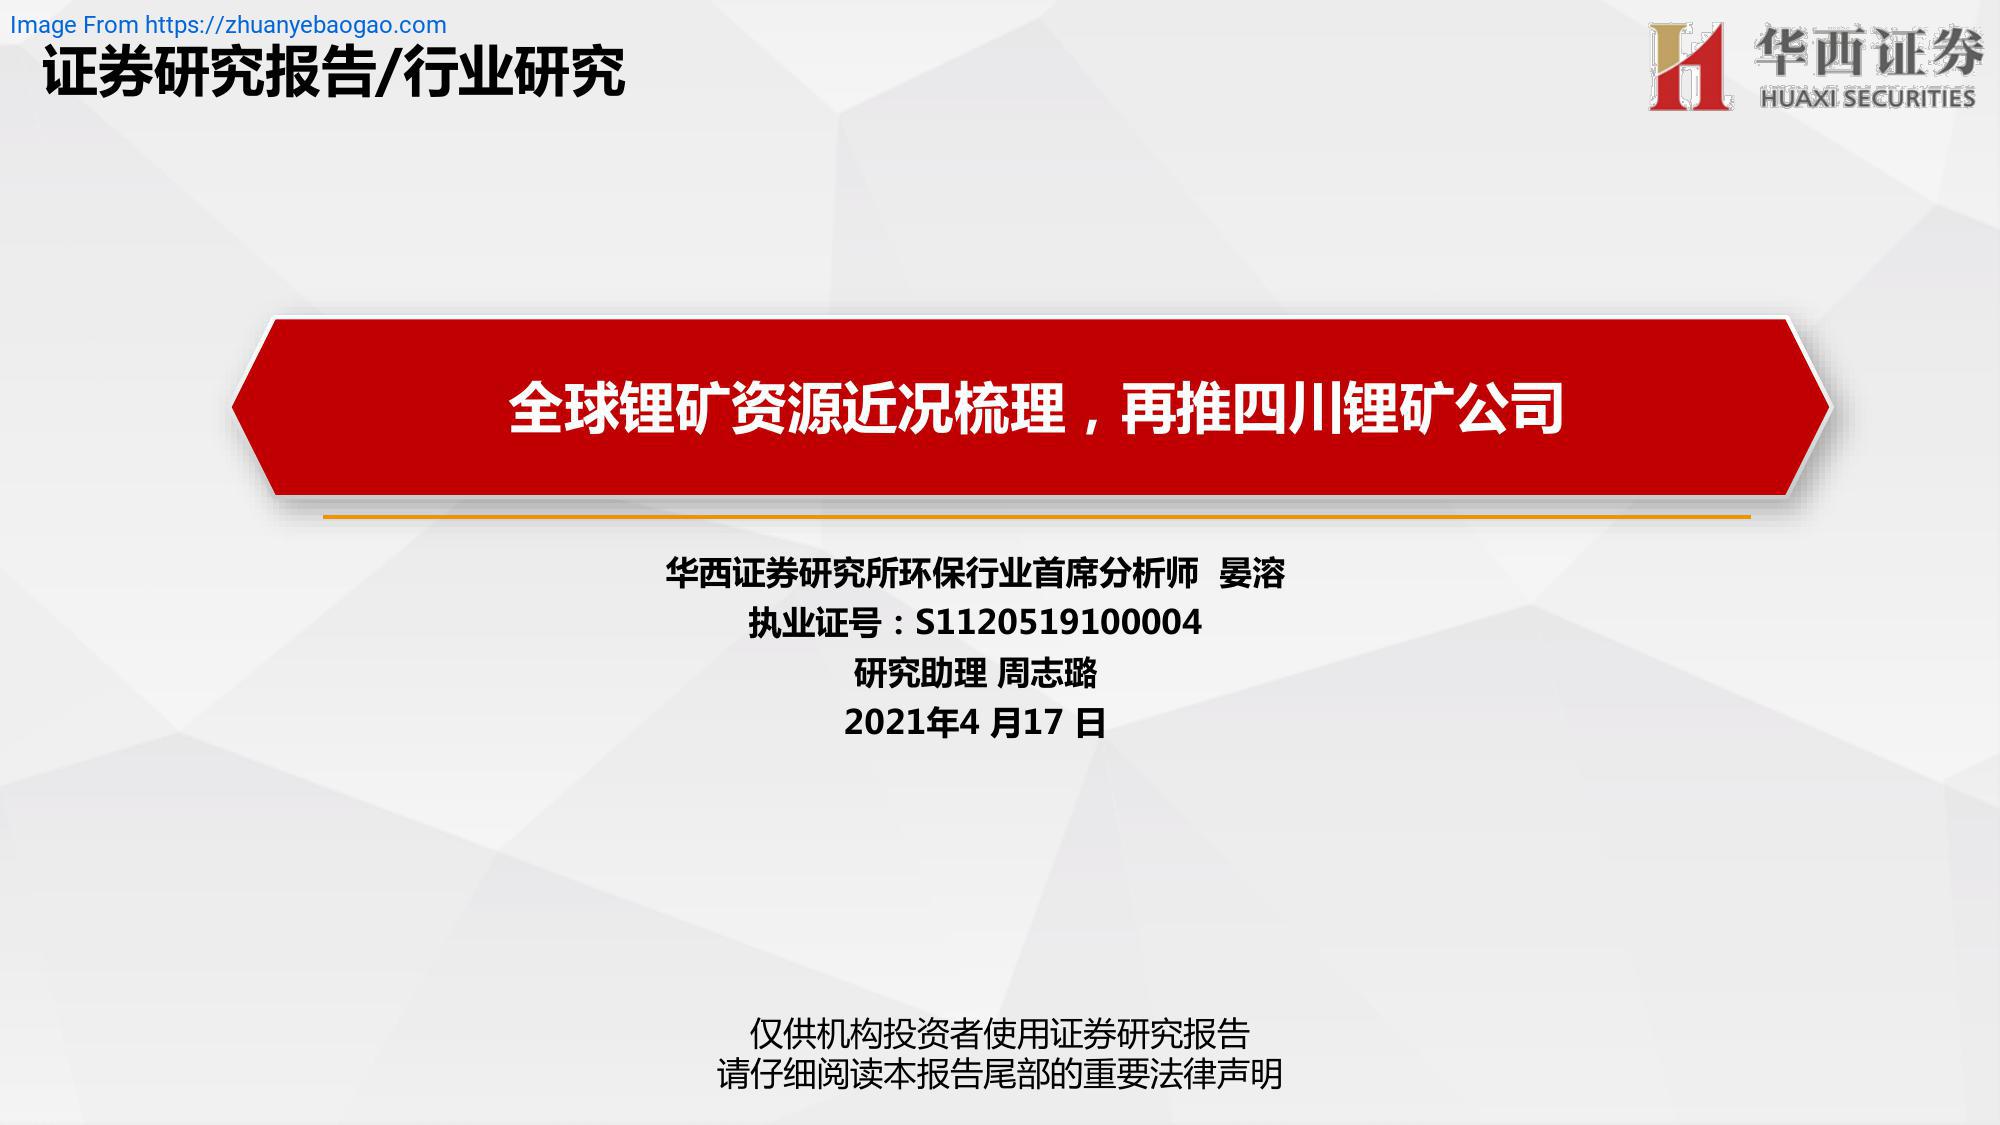 Image From https://zhuanyebaogao.com
证券研究报告/行业研究
华西证券
HUAXI SECURITIES
全球锂矿资源近况梳理，再推四川锂矿公司
华西证券研究所环保行业首席分析师 晏溶
执业证号：S1120519100004
研究助理 周志璐
2021年4 月17 日
仅供机构投资者使用证券研究报告
请仔细阅读本报告尾部的重要法律声明